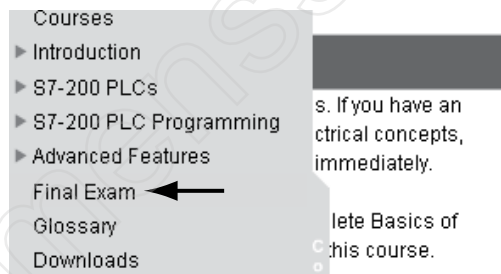 Courses
Introduction
S7-200 PLCs
S7-200 PLC Programming
Advanced Features
Final Exam
Glossary
Downloads
s. If you have an
ctrical concepts,
immediately.
lete Basics of
this course.